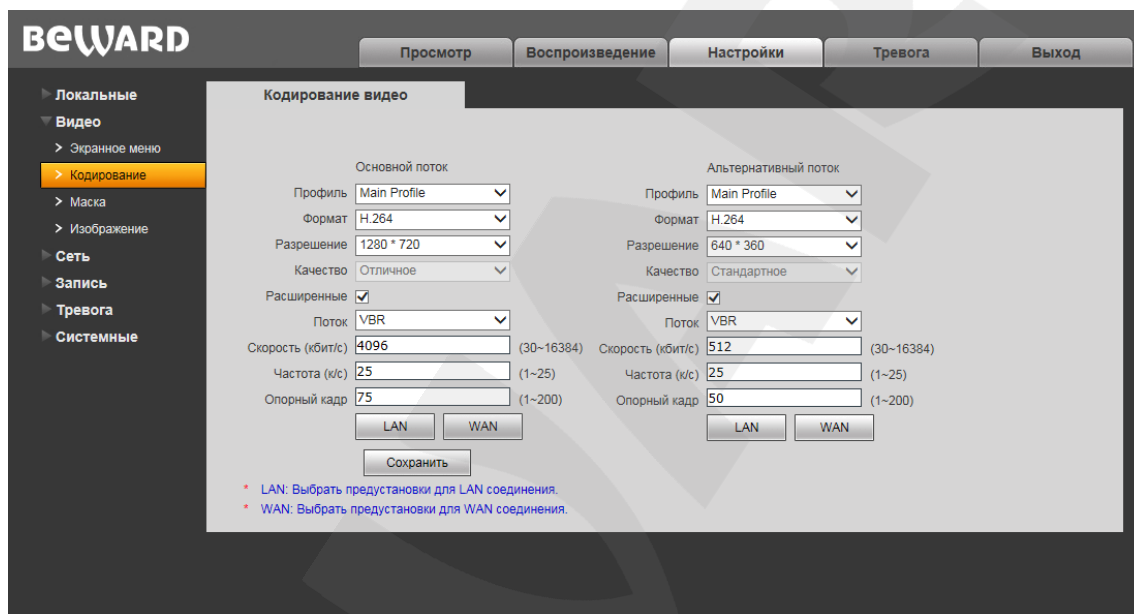 BEWARD
Просмотр Воспроизведение Настройки Тревога Выход
Локальные
Видео
> Экранное меню
> Кодирование
> Маска
> Изображение
Сеть
Запись
Тревога
Системные
Кодирование видео
Основной поток
Профиль Main Profile
Формат H.264
Разрешение 1280 * 720
Качество Отличное
Расширенные
Поток VBR
Скорость (кбит/с) 4096 (30~16384)
Частота (к/с) 25 (1~25)
Опорный кадр 75 (1~200)
LAN WAN
Сохранить
Альтернативный поток
Профиль Main Profile
Формат H.264
Разрешение 640 * 360
Качество Стандартное
Расширенные
Поток VBR
Скорость (кбит/с) 512 (30~16384)
Частота (к/с) 25 (1~25)
Опорный кадр 50 (1~200)
LAN WAN
* LAN: Выбрать предустановки для LAN соединения.
* WAN: Выбрать предустановки для WAN соединения.